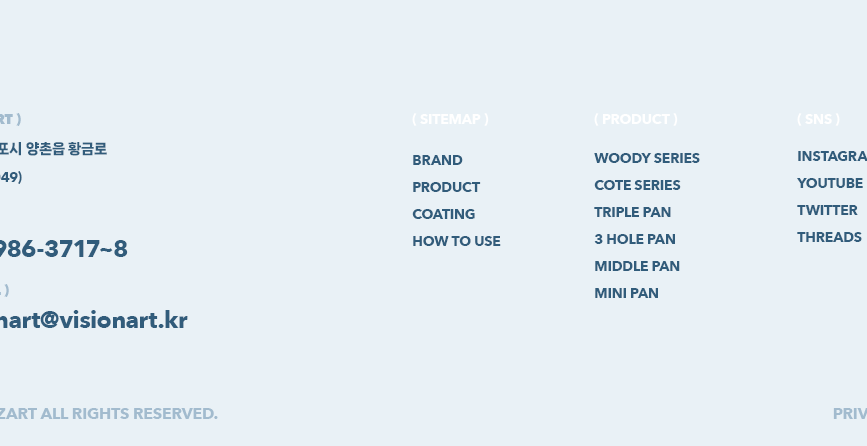 RT )
포시 양촌읍 황금로
049)
986-3717~8
)
nart@visionart.kr
( SITEMAP )
BRAND
PRODUCT
COATING
HOW TO USE
( PRODUCT )
WOODY SERIES
COTE SERIES
TRIPLE PAN
3 HOLE PAN
MIDDLE PAN
MINI PAN
( SNS )
INSTAGRA
YOUTUBE
TWITTER
THREADS
ZART ALL RIGHTS RESERVED.
PRIV